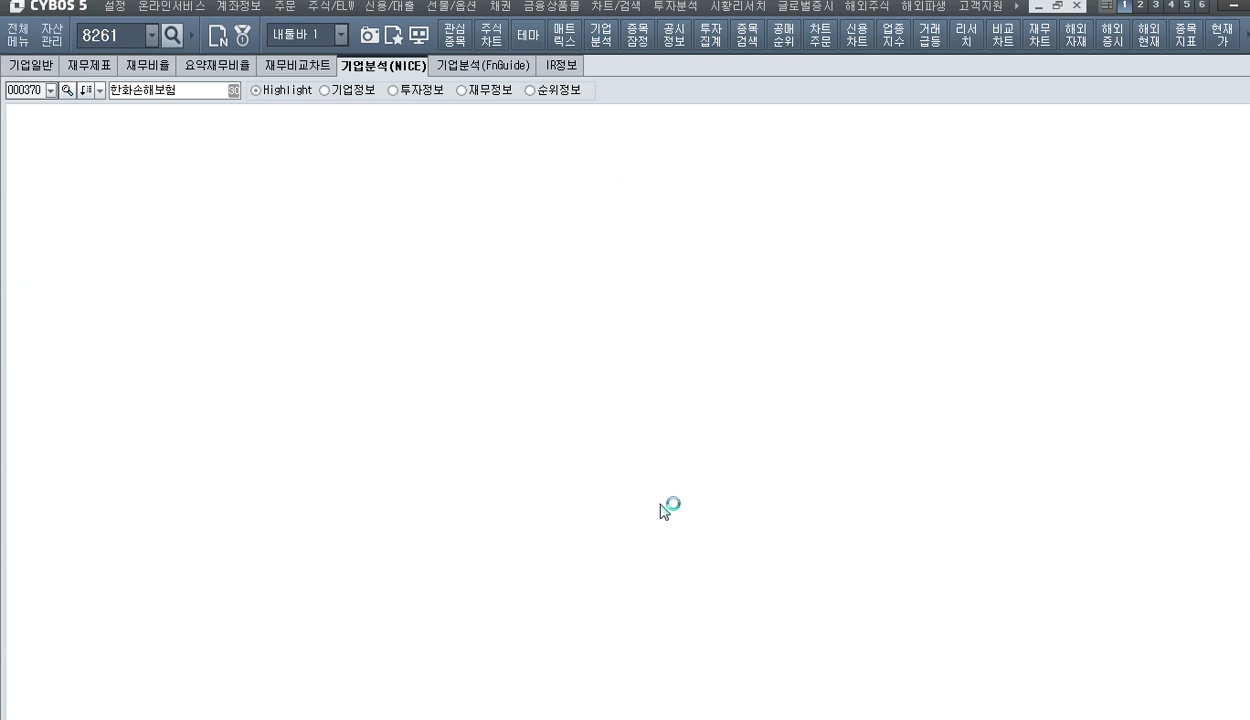 CYBOS 5 설정 온라인서비스 계좌정보 주문 주식/ELW 신용/대출 선물/옵션 채권 금융상품몰 차트/검색 투자분석 시황리서치 글로벌증시 해외주식 해외파생 고객지원 1 2 3 4 5 6
전체메뉴 자산관리 8261 내툴바 1 관심종목 주식차트 테마 매트릭스 기업분석 종목잠정 공시정보 투자집계 종목검색 공매순위 차트주문 신용차트 업종지수 거래급등 리서치 비교차트 재무차트 해외자재 해외증시 해외현재 종목지표 현재가
기업일반 재무제표 재무비율 요약재무비율 재무비교차트 기업분석(NICE) 기업분석(FnGuide) IR정보
000370 한화손해보험 30 Highlight 기업정보 투자정보 재무정보 순위정보